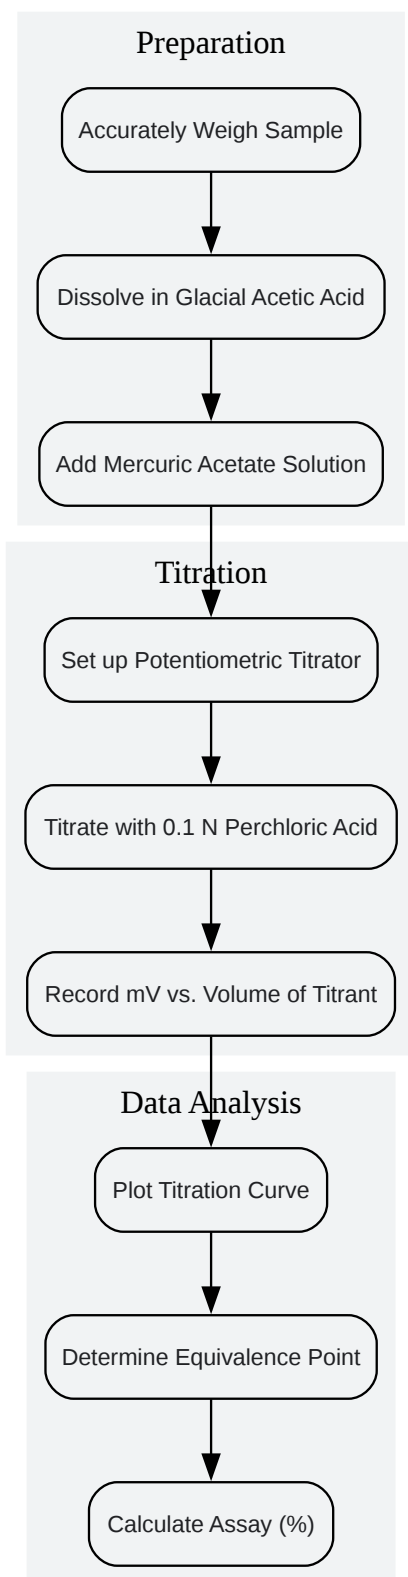 Preparation
Accurately Weigh Sample
Dissolve in Glacial Acetic Acid
Add Mercuric Acetate Solution
Titration
Set up Potentiometric Titrator
Titrate with 0.1 N Perchloric Acid
Record mV vs. Volume of Titrant
Data Analysis
Plot Titration Curve
Determine Equivalence Point
Calculate Assay (%)